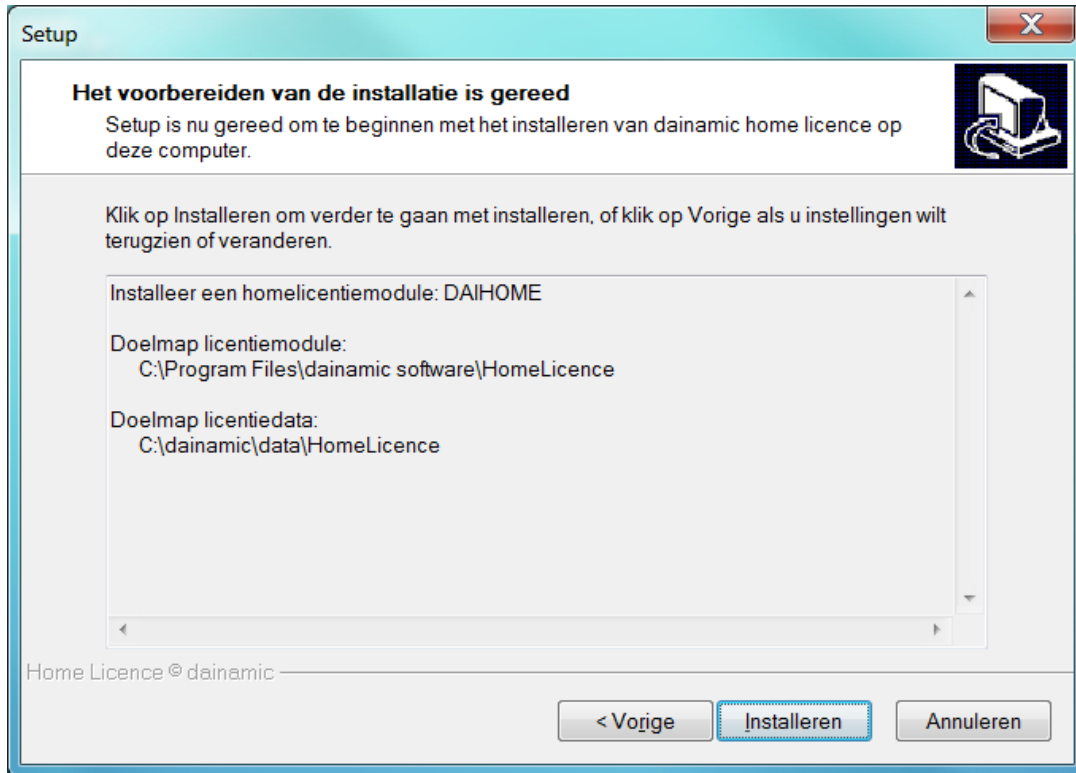 Setup
Het voorbereiden van de installatie is gereed
Setup is nu gereed om te beginnen met het installeren van dainamic home licence op
deze computer.
Klik op Installeren om verder te gaan met installeren, of klik op Vorige als u instellingen wilt
terugzien of veranderen.
Installeer een homelicentiemodule: DAIHOME
Doelmap licentiemodule:
C:\Program Files\dainamic software\HomeLicence
Doelmap licentiedata:
C:\dainamic\data\HomeLicence
Home Licence © dainamic
< Vorige
Installeren
Annuleren